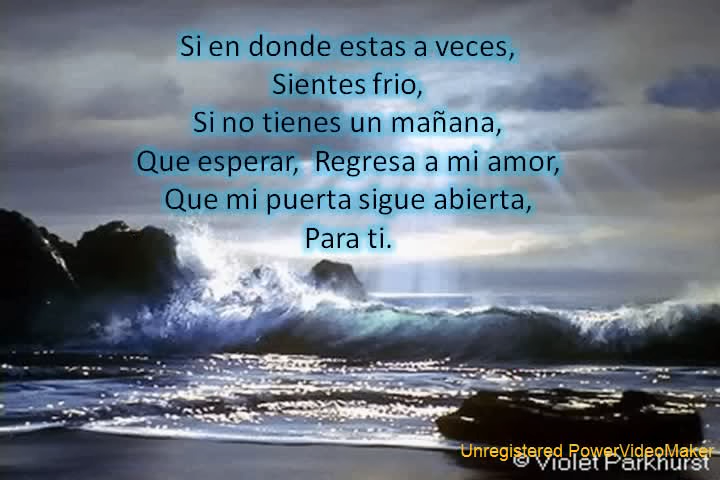 Si en donde estas a veces,
Sientes frio,
Si no tienes un mañana,
Que esperar,  Regresa a mi amor,
Que mi puerta sigue abierta,
Para ti.
Unregistered PowerVideoMaker
© Violet Parkhurst